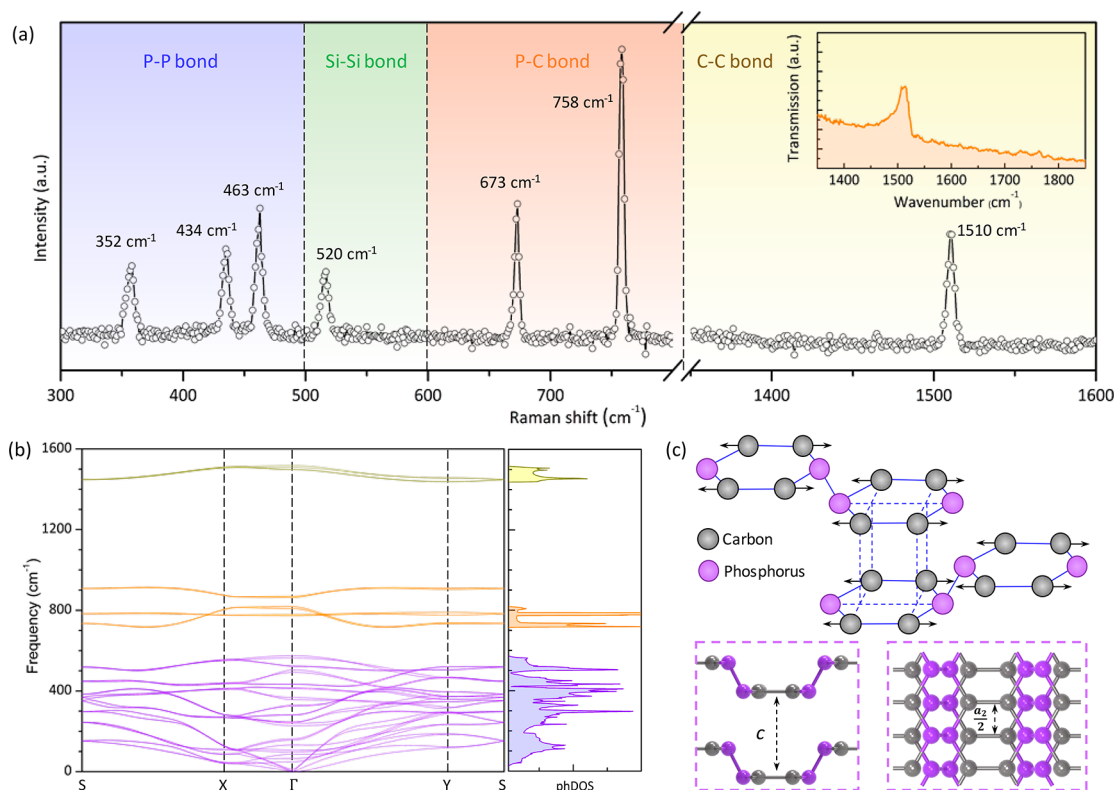 (a)
P-P bond
Si-Si bond
P-C bond
C-C bond
352 cm-1
434 cm-1
463 cm-1
520 cm-1
673 cm-1
758 cm-1
1510 cm-1
Intensity (a.u.)
300 400 500 600 700 1400 1500 1600
Raman shift (cm-1)
Transmission (a.u.)
1400 1500 1600 1700 1800
Wavenumber (cm-1)
(b)
Frequency (cm-1)
1600
1200
800
400
0
S X Γ Y S
phDOS
(c)
Carbon
Phosphorus
c
a2
2